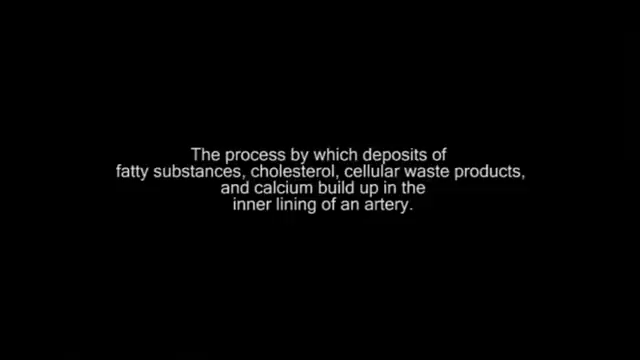 The process by which deposits of
fatty substances, cholesterol, cellular waste products,
and calcium build up in the
inner lining of an artery.